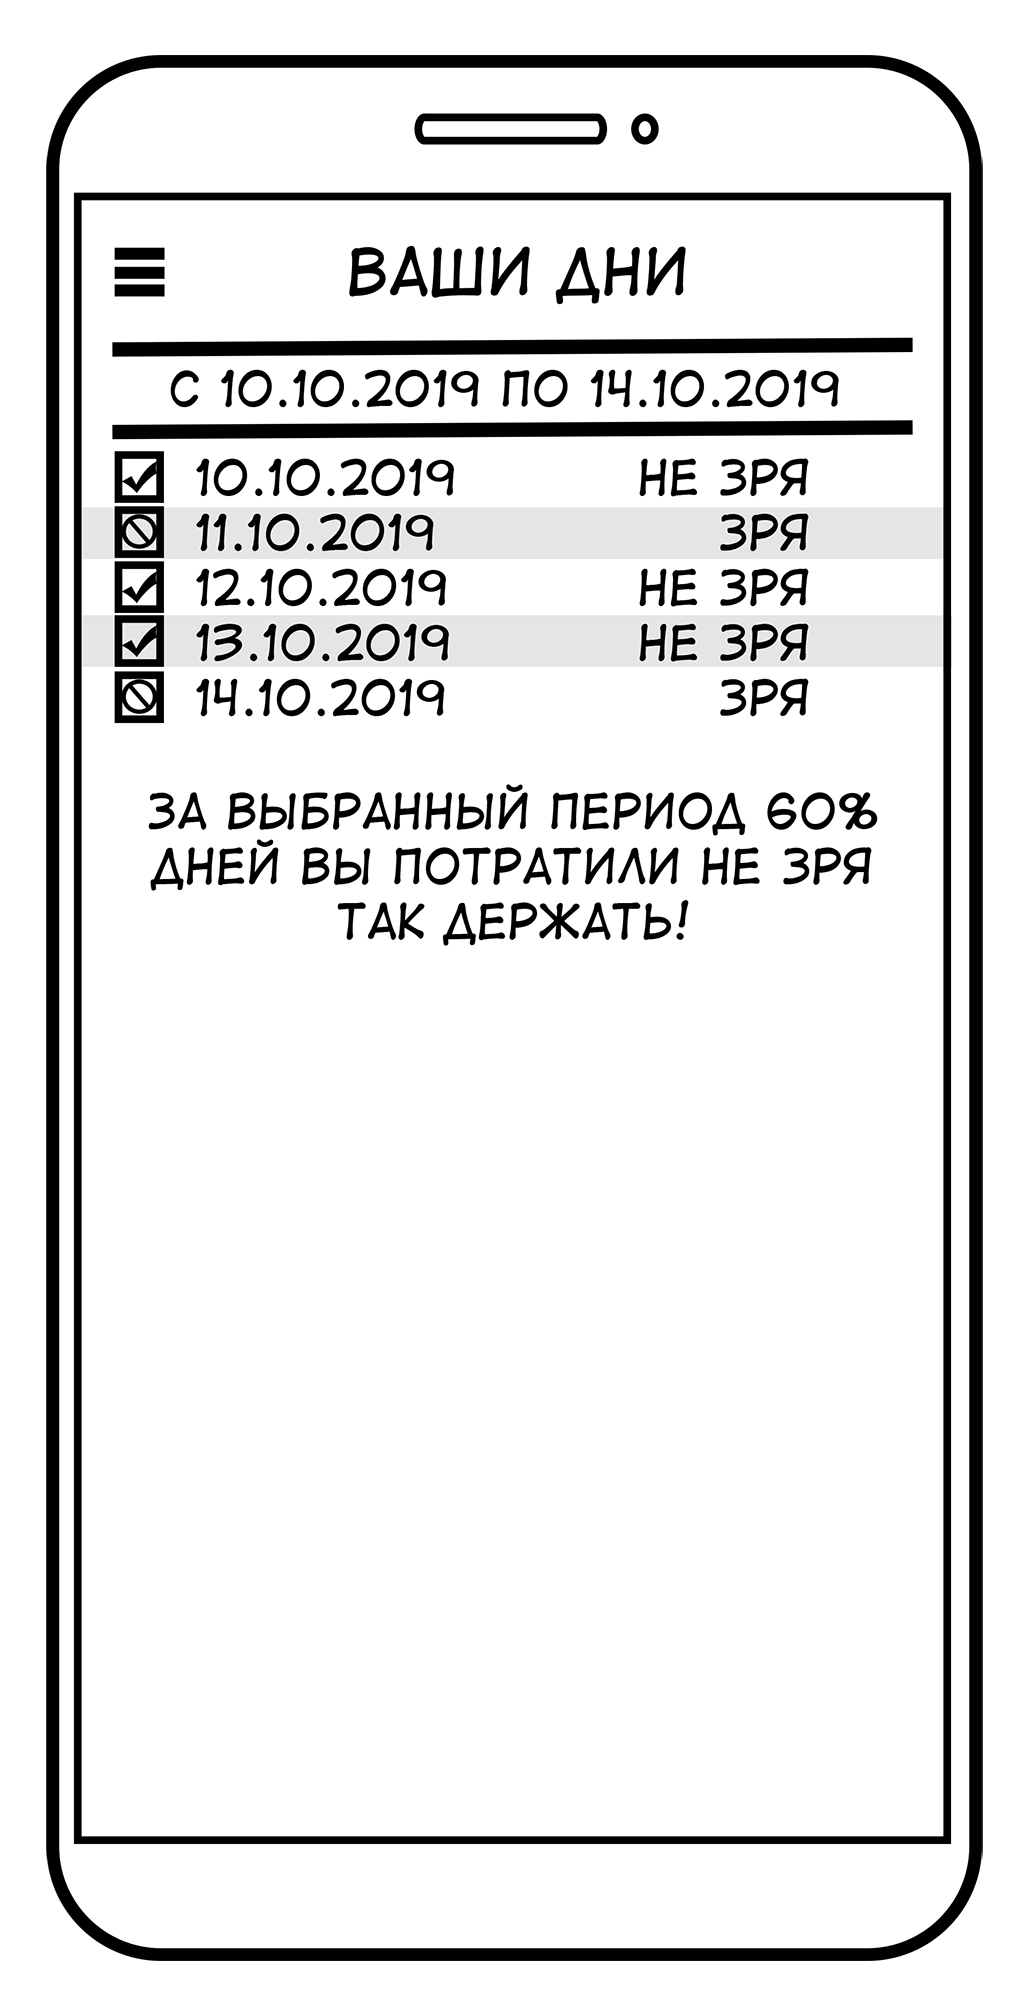 ВАШИ ДНИ
С 10.10.2019 ПО 14.10.2019
10.10.2019 НЕ ЗРЯ
11.10.2019 ЗРЯ
12.10.2019 НЕ ЗРЯ
13.10.2019 НЕ ЗРЯ
14.10.2019 ЗРЯ
ЗА ВЫБРАННЫЙ ПЕРИОД 60%
ДНЕЙ ВЫ ПОТРАТИЛИ НЕ ЗРЯ
ТАК ДЕРЖАТЬ!